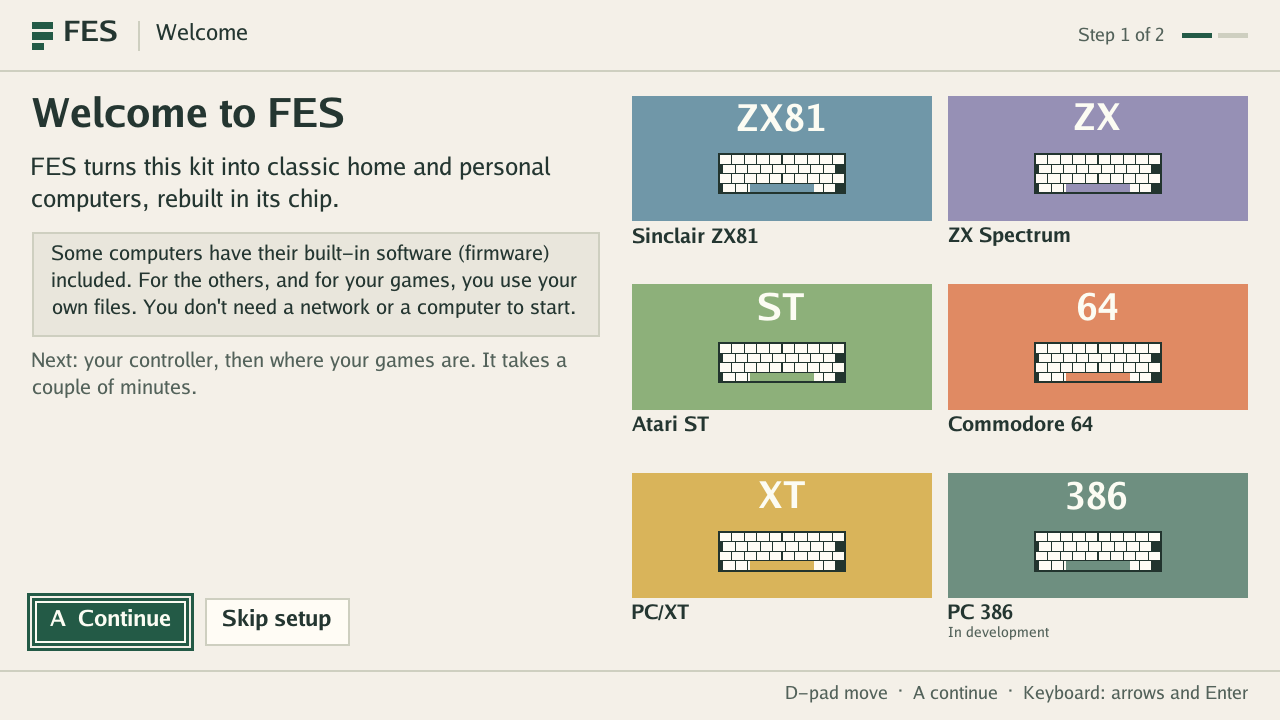 FES
Welcome
Step 1 of 2
Welcome to FES
FES turns this kit into classic home and personal
computers, rebuilt in its chip.
Some computers have their built-in software (firmware)
included. For the others, and for your games, you use your
own files. You don't need a network or a computer to start.
Next: your controller, then where your games are. It takes a
couple of minutes.
A Continue
Skip setup
ZX81
Sinclair ZX81
ZX
ZX Spectrum
ST
Atari ST
64
Commodore 64
XT
PC/XT
386
PC 386
In development
D-pad move · A continue · Keyboard: arrows and Enter